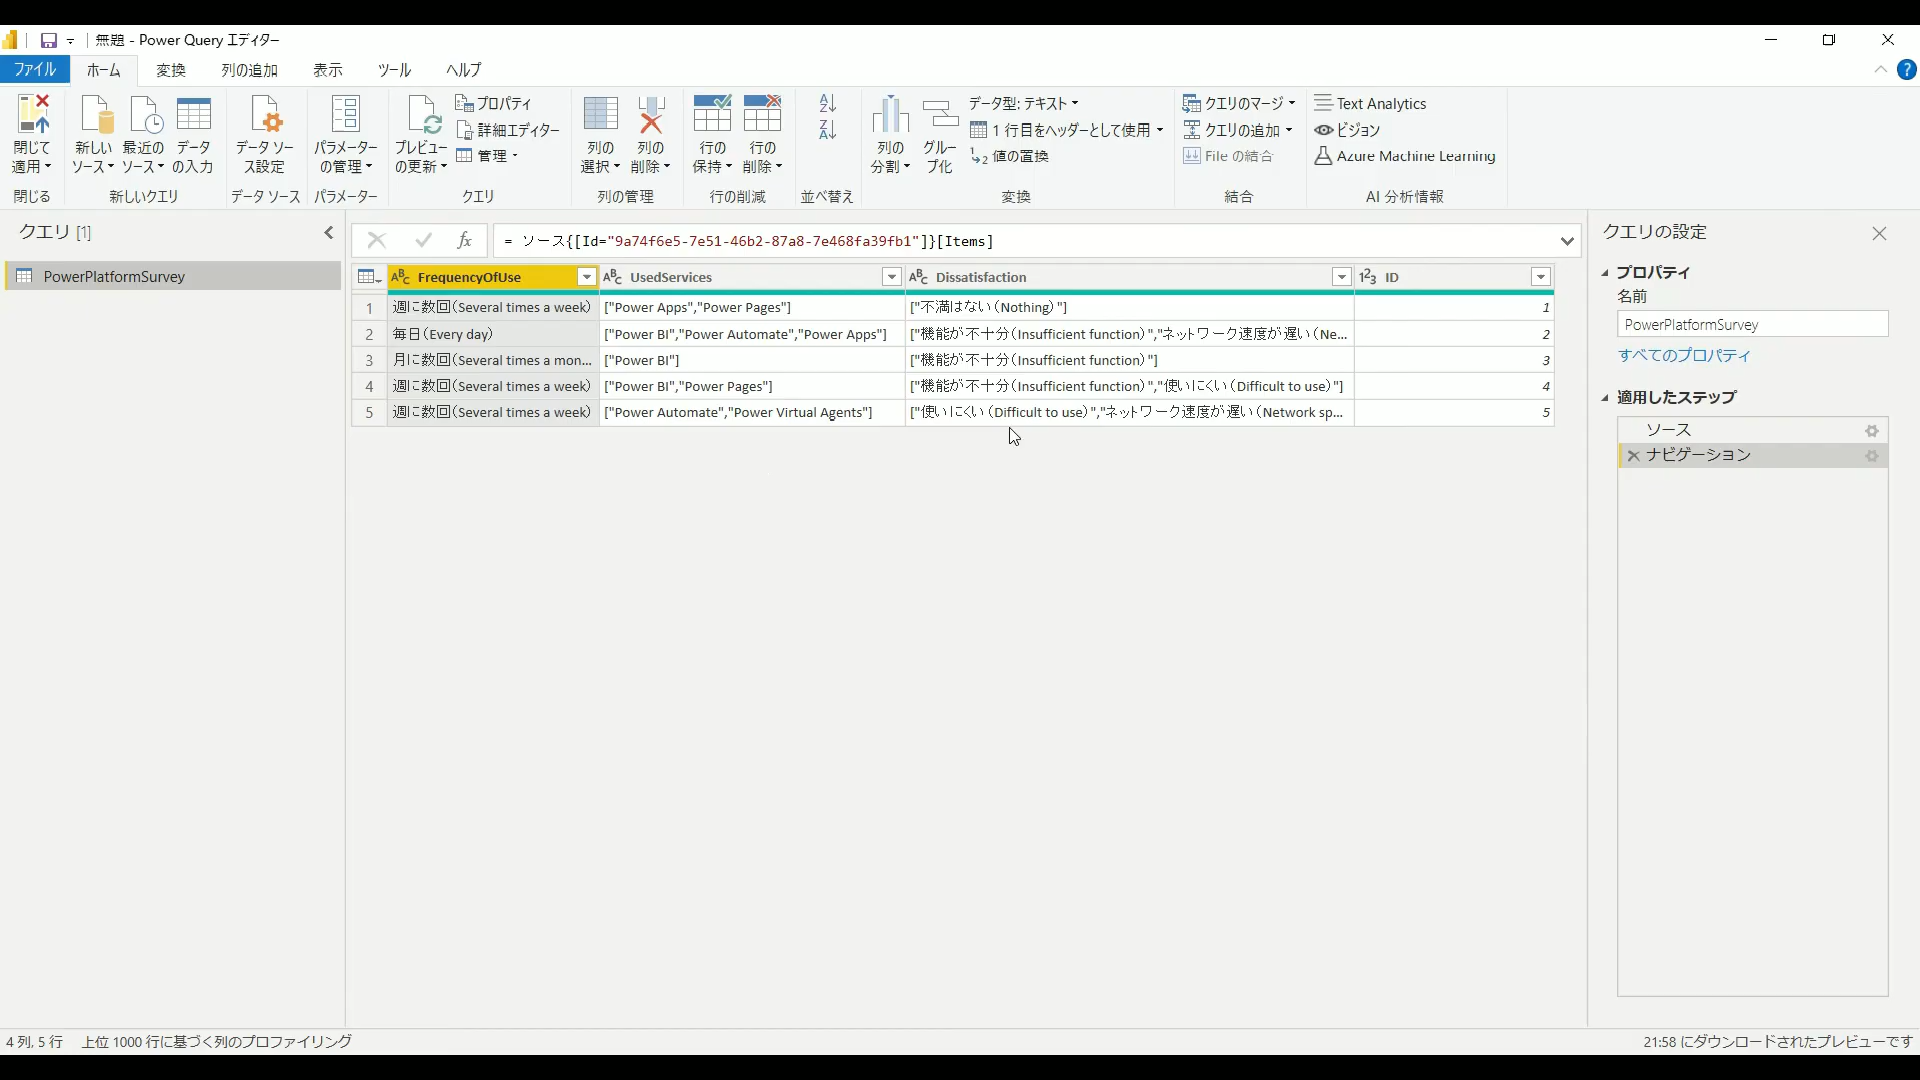 無題 - Power Query エディター
ファイル ホーム 変換 列の追加 表示 ツール ヘルプ
閉じて適用
新しいソース
最近のソース
データの入力
データ ソース設定
パラメーターの管理
プレビューの更新
プロパティ
詳細エディター
管理
列の選択
列の削除
行の保持
行の削除
列の分割
グループ化
データ型: テキスト
1 行目をヘッダーとして使用
値の置換
クエリのマージ
クエリの追加
File の結合
Text Analytics
ビジョン
Azure Machine Learning
閉じる 新しいクエリ データ ソース パラメーター クエリ 列の管理 行の削減 並べ替え 変換 結合 AI 分析情報
クエリ [1]
PowerPlatformSurvey
fx = ソース{[Id="9a74f6e5-7e51-46b2-87a8-7e468fa39fb1"]}[Items]
ABC FrequencyOfUse ABC UsedServices ABC Dissatisfaction 123 ID
1 週に数回(Several times a week) ["Power Apps","Power Pages"] ["不満はない(Nothing)"] 1
2 毎日(Every day) ["Power BI","Power Automate","Power Apps"] ["機能が不十分(Insufficient function)","ネットワーク速度が遅い(Ne... 2
3 月に数回(Several times a mon... ["Power BI"] ["機能が不十分(Insufficient function)"] 3
4 週に数回(Several times a week) ["Power BI","Power Pages"] ["機能が不十分(Insufficient function)","使いにくい(Difficult to use)"] 4
5 週に数回(Several times a week) ["Power Automate","Power Virtual Agents"] ["使いにくい(Difficult to use)","ネットワーク速度が遅い(Network sp... 5
クエリの設定
プロパティ
名前
PowerPlatformSurvey
すべてのプロパティ
適用したステップ
ソース
ナビゲーション
4 列、5 行 上位 1000 行に基づく列のプロファイリング
21:58 にダウンロードされたプレビューです